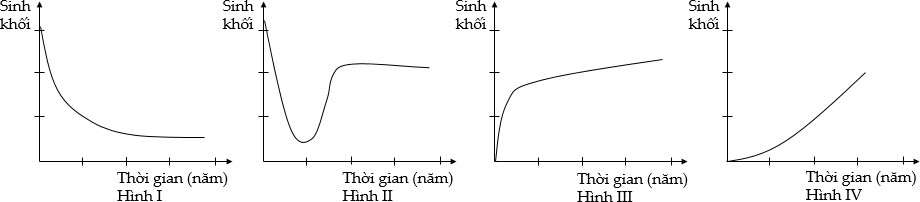 Sinh
khối
Thời gian (năm)
Hình I
Sinh
khối
Thời gian (năm)
Hình II
Sinh
khối
Thời gian (năm)
Hình III
Sinh
khối
Thời gian (năm)
Hình IV